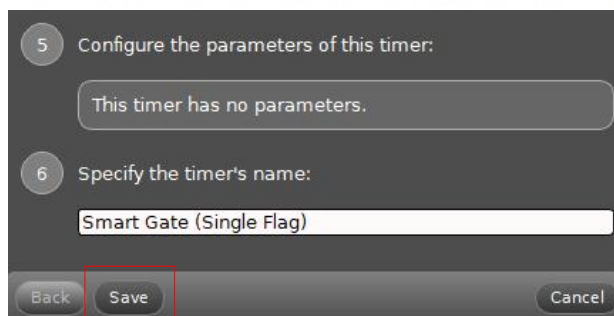 5 Configure the parameters of this timer:
This timer has no parameters.
6 Specify the timer's name:
Smart Gate (Single Flag)
Back Save Cancel